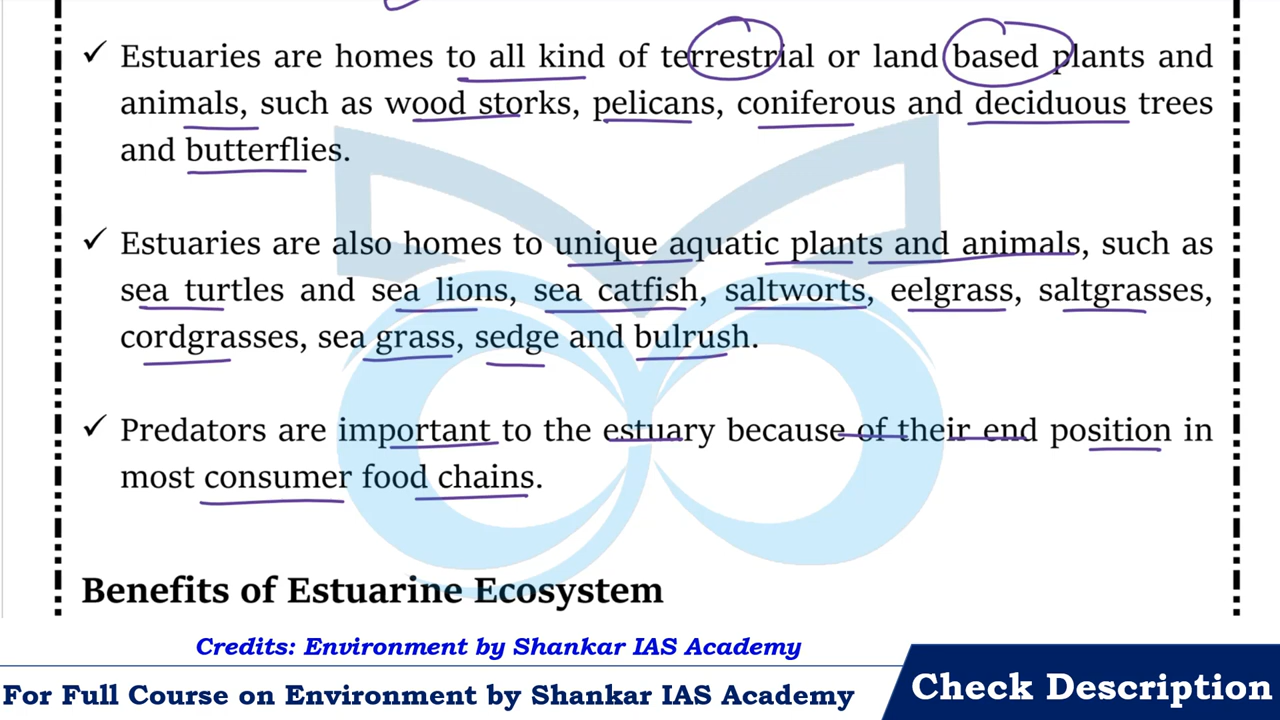 ✓ Estuaries are homes to all kind of terrestrial or land based plants and
animals, such as wood storks, pelicans, coniferous and deciduous trees
and butterflies.
✓ Estuaries are also homes to unique aquatic plants and animals, such as
sea turtles and sea lions, sea catfish, saltworts, eelgrass, saltgrasses,
cordgrasses, sea grass, sedge and bulrush.
✓ Predators are important to the estuary because of their end position in
most consumer food chains.
Benefits of Estuarine Ecosystem
Credits: Environment by Shankar IAS Academy
For Full Course on Environment by Shankar IAS Academy
Check Description